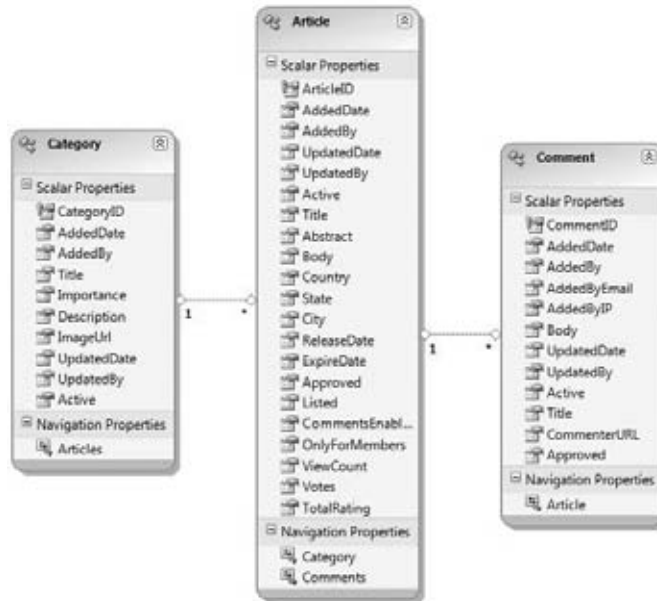 Category
Scalar Properties
CategoryID
AddedDate
AddedBy
Title
Importance
Description
ImageUrl
UpdatedDate
UpdatedBy
Active
Navigation Properties
Articles
1
*
Article
Scalar Properties
ArticleID
AddedDate
AddedBy
UpdatedDate
UpdatedBy
Active
Title
Abstract
Body
Country
State
City
ReleaseDate
ExpireDate
Approved
Listed
CommentsEnabl...
OnlyForMembers
ViewCount
Votes
TotalRating
Navigation Properties
Category
Comments
1
*
Comment
Scalar Properties
CommentID
AddedDate
AddedBy
AddedByEmail
AddedByIP
Body
UpdatedDate
UpdatedBy
Active
Title
CommenterURL
Approved
Navigation Properties
Article